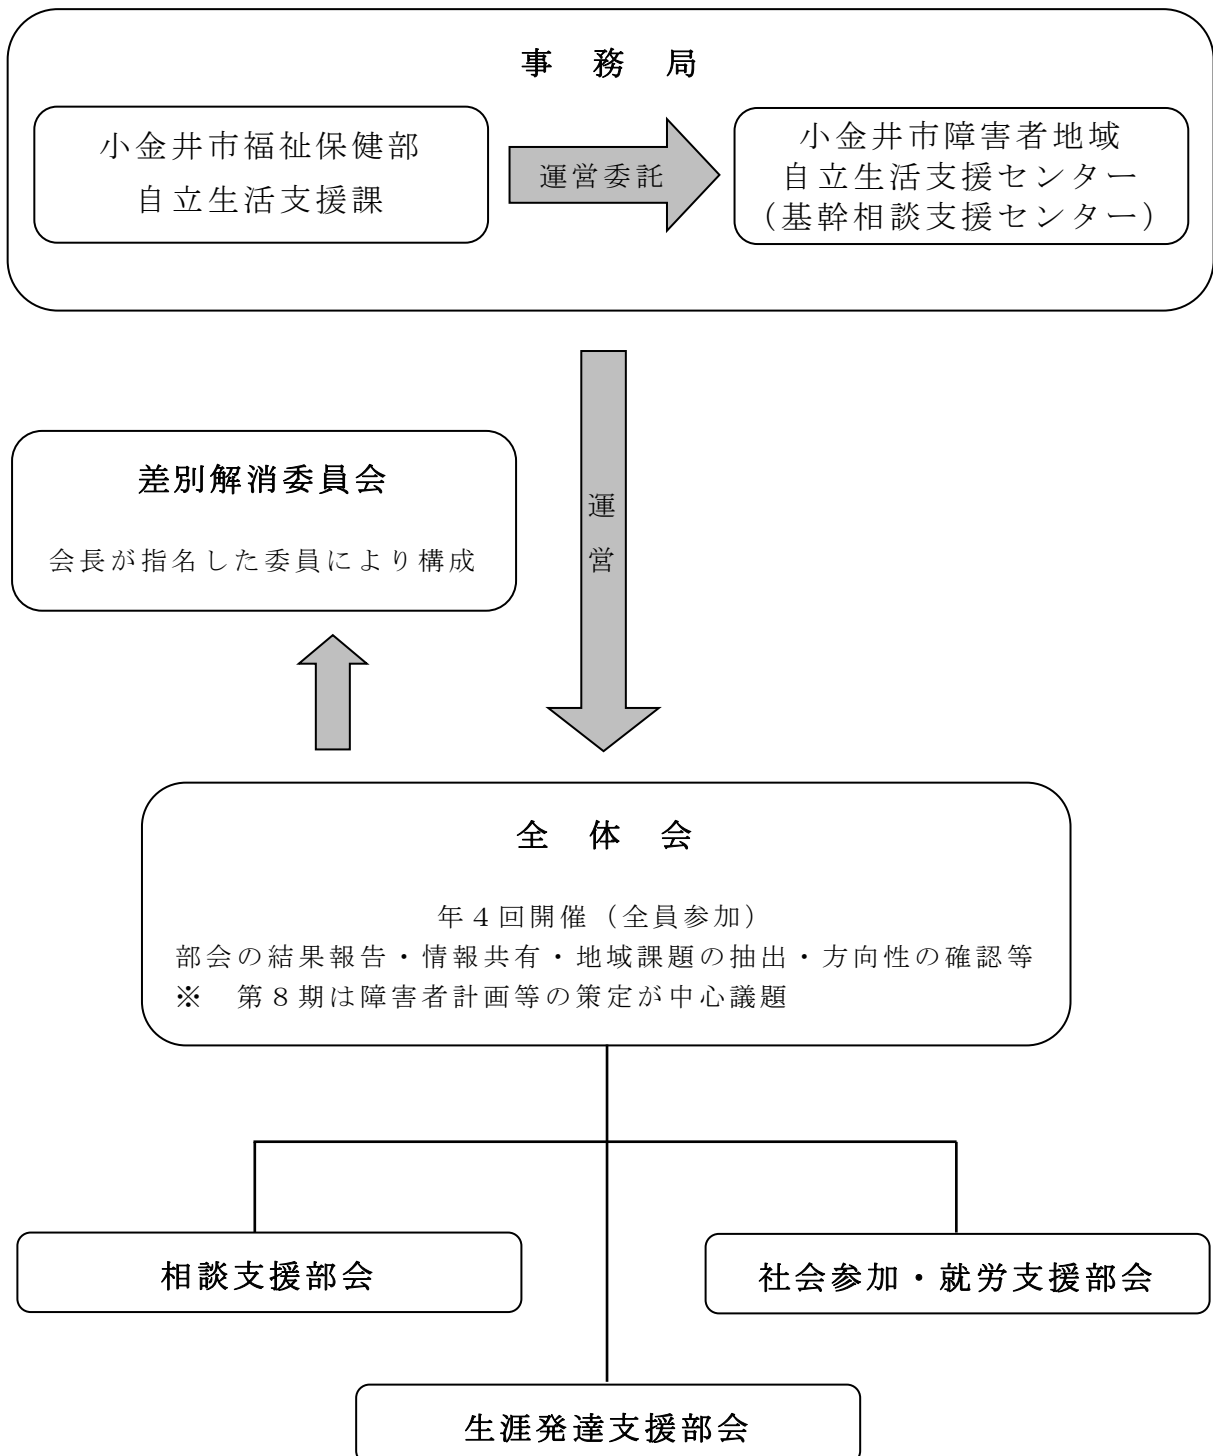 事　務　局
小金井市福祉保健部
自立生活支援課
運営委託
小金井市障害者地域
自立生活支援センター
（基幹相談支援センター）
差別解消委員会
会長が指名した委員により構成
運営
全　体　会
年４回開催（全員参加）
部会の結果報告・情報共有・地域課題の抽出・方向性の確認等
※　第８期は障害者計画等の策定が中心議題
相談支援部会
社会参加・就労支援部会
生涯発達支援部会